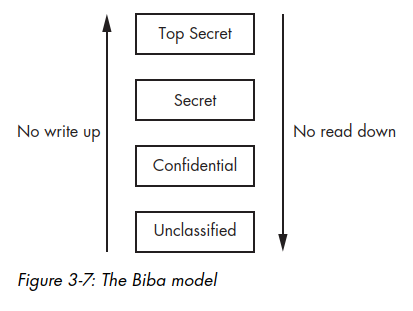 Top Secret
Secret
No write up
No read down
Confidential
Unclassified
Figure 3-7: The Biba model